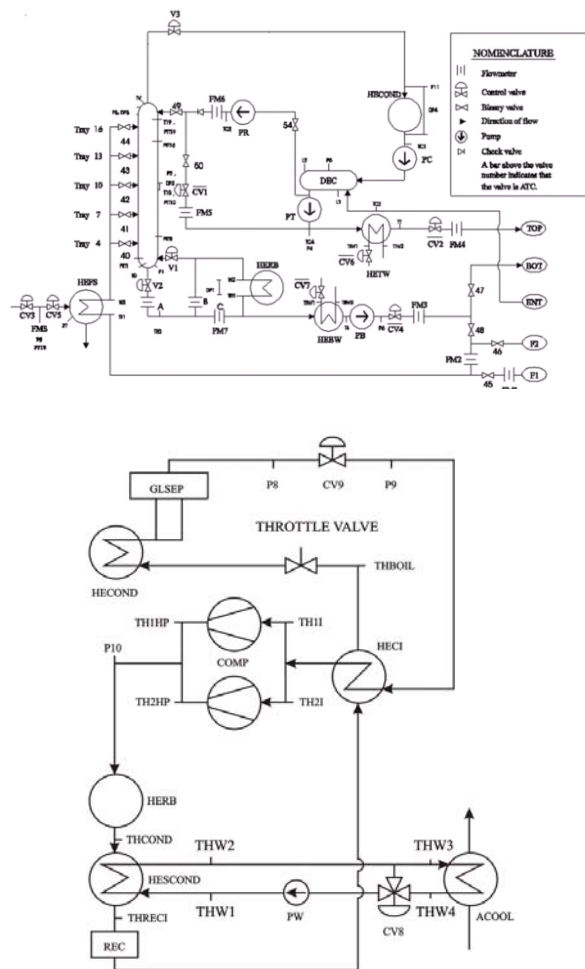 V3
NOMENCLATURE
Flowmeter
Control valve
Binary valve
Direction of flow
Pump
Check valve
A bar above the valve
number indicates that
the valve is ATC.
HECOND
FM6
PR
49
54
PC
Tray 16
44
Tray 13
43
Tray 10
42
Tray 7
41
Tray 4
40
50
CV1
FM5
DEC
PT
V1
V2
HERB
A
B
C
FM7
HETW
CV6
CV2
FM4
TOP
BOT
ENT
47
48
46
F2
FM2
45
F1
HEPS
CV3
CV5
FM8
CV7
HEBW
PB
CV4
FM3
GLSEP
P8
CV9
P9
THROTTLE VALVE
HECOND
THBOIL
TH1HP
TH1I
P10
COMP
HECI
TH2HP
TH2I
HERB
THCOND
THW2
THW3
HESCOND
THW1
PW
THW4
CV8
ACOOL
THRECI
REC